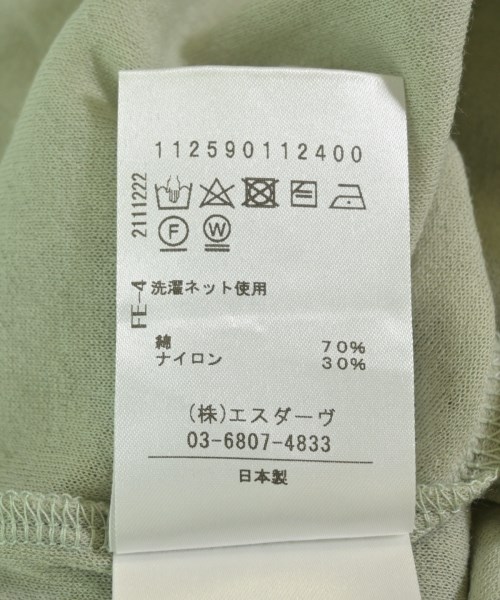 112590112400
2111222
F
W
FE-4
洗濯ネット使用
綿 70%
ナイロン 30%
(株)エスダーヴ
03-6807-4833
日本製